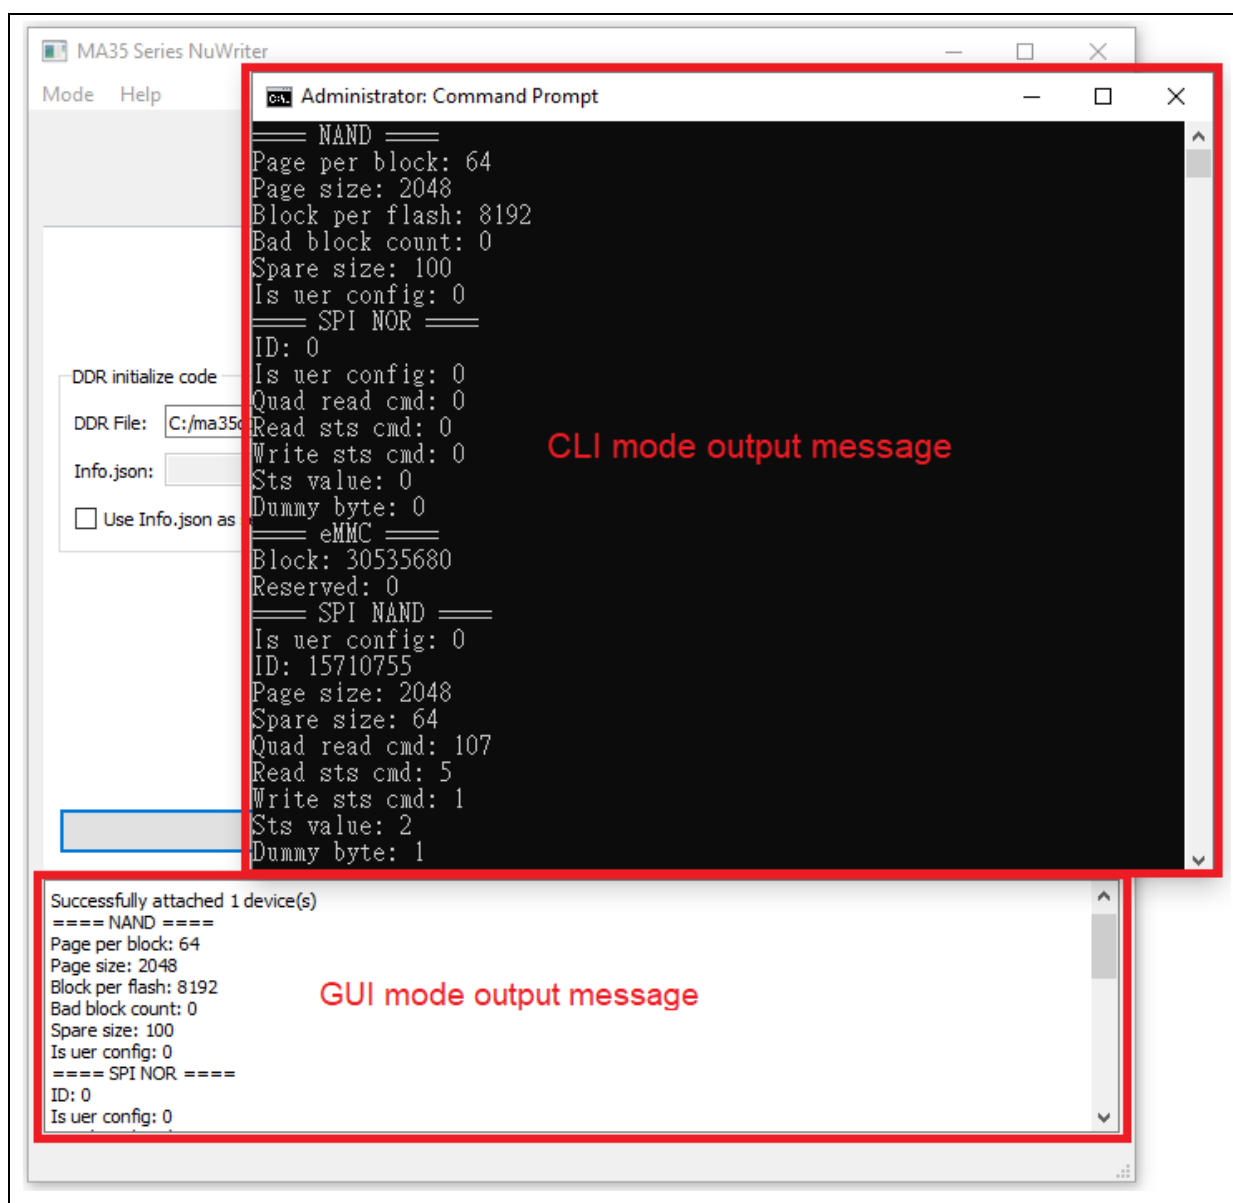 MA35 Series NuWriter
Mode Help
Administrator: Command Prompt
==== NAND ====
Page per block: 64
Page size: 2048
Block per flash: 8192
Bad block count: 0
Spare size: 100
Is uer config: 0
==== SPI NOR ====
ID: 0
Is uer config: 0
Quad read cmd: 0
Read sts cmd: 0
Write sts cmd: 0
Sts value: 0
Dummy byte: 0
==== eMMC ====
Block: 30535680
Reserved: 0
==== SPI NAND ====
Is uer config: 0
ID: 15710755
Page size: 2048
Spare size: 64
Quad read cmd: 107
Read sts cmd: 5
Write sts cmd: 1
Sts value: 2
Dummy byte: 1
CLI mode output message
DDR initialize code
DDR File: C:/ma35d
Info.json:
Use Info.json as
Successfully attached 1 device(s)
==== NAND ====
Page per block: 64
Page size: 2048
Block per flash: 8192
Bad block count: 0
Spare size: 100
Is uer config: 0
==== SPI NOR ====
ID: 0
Is uer config: 0
GUI mode output message